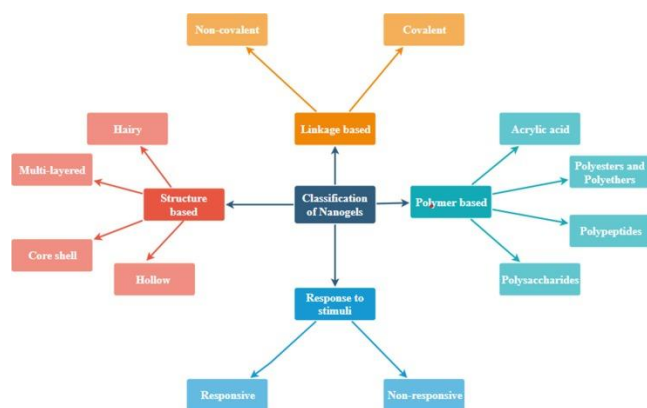 Non-covalent
Covalent
Linkage based
Hairy
Multi-layered
Structure
based
Core shell
Hollow
Classification
of Nanogels
Acrylic acid
Polyesters and
Polyethers
Polymer based
Polypeptides
Polysaccharides
Response to
stimuli
Responsive
Non-responsive